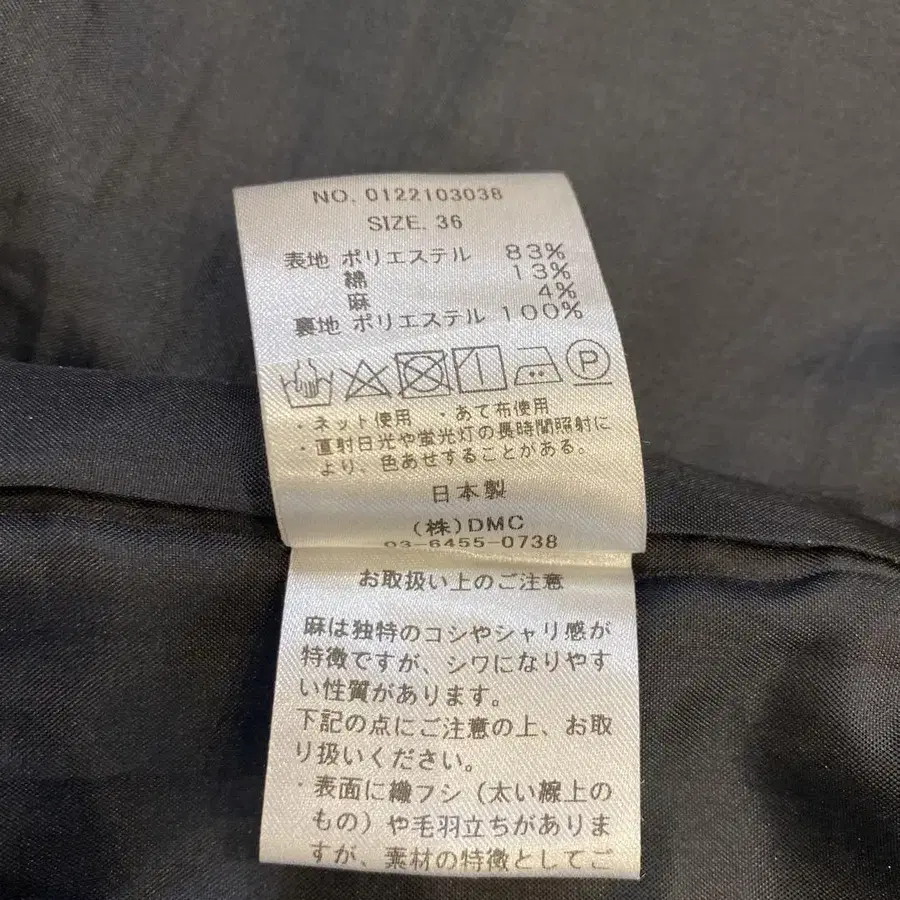 NO. 0122103038
SIZE. 36
表地 ポリエステル 83%
綿 13%
麻 4%
裏地 ポリエステル 100%
P
・ネット使用 ・あて布使用
・直射日光や蛍光灯の長時間照射に
より、色あせすることがある。
日本製
(株)DMC
03-6455-0738
お取扱い上のご注意
麻は独特のコシやシャリ感が
特徴ですが、シワになりやす
い性質があります。
下記の点にご注意の上、お取
り扱いください。
・表面に織フシ（太い線上の
もの）や毛羽立ちがありま
すが、素材の特徴としてご